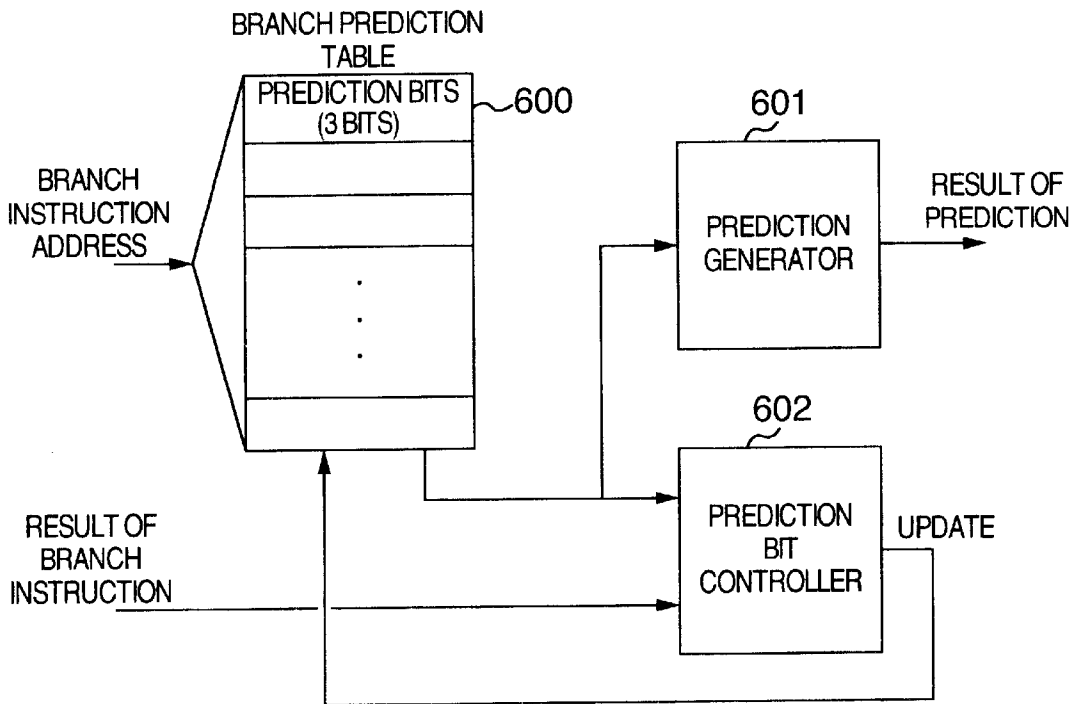 BRANCH PREDICTION
TABLE
PREDICTION BITS
(3 BITS)
600
BRANCH
INSTRUCTION
ADDRESS
601
PREDICTION
GENERATOR
RESULT OF
PREDICTION
602
PREDICTION
BIT
CONTROLLER
UPDATE
RESULT OF
BRANCH
INSTRUCTION